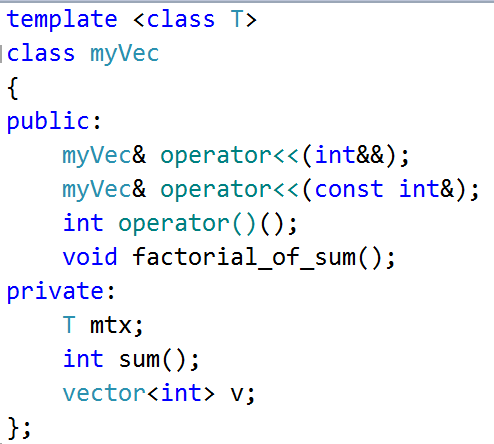 template <class T>
class myVec
{
public:
    myVec& operator<<(int&&);
    myVec& operator<<(const int&);
    int operator()();
    void factorial_of_sum();
private:
    T mtx;
    int sum();
    vector<int> v;
};